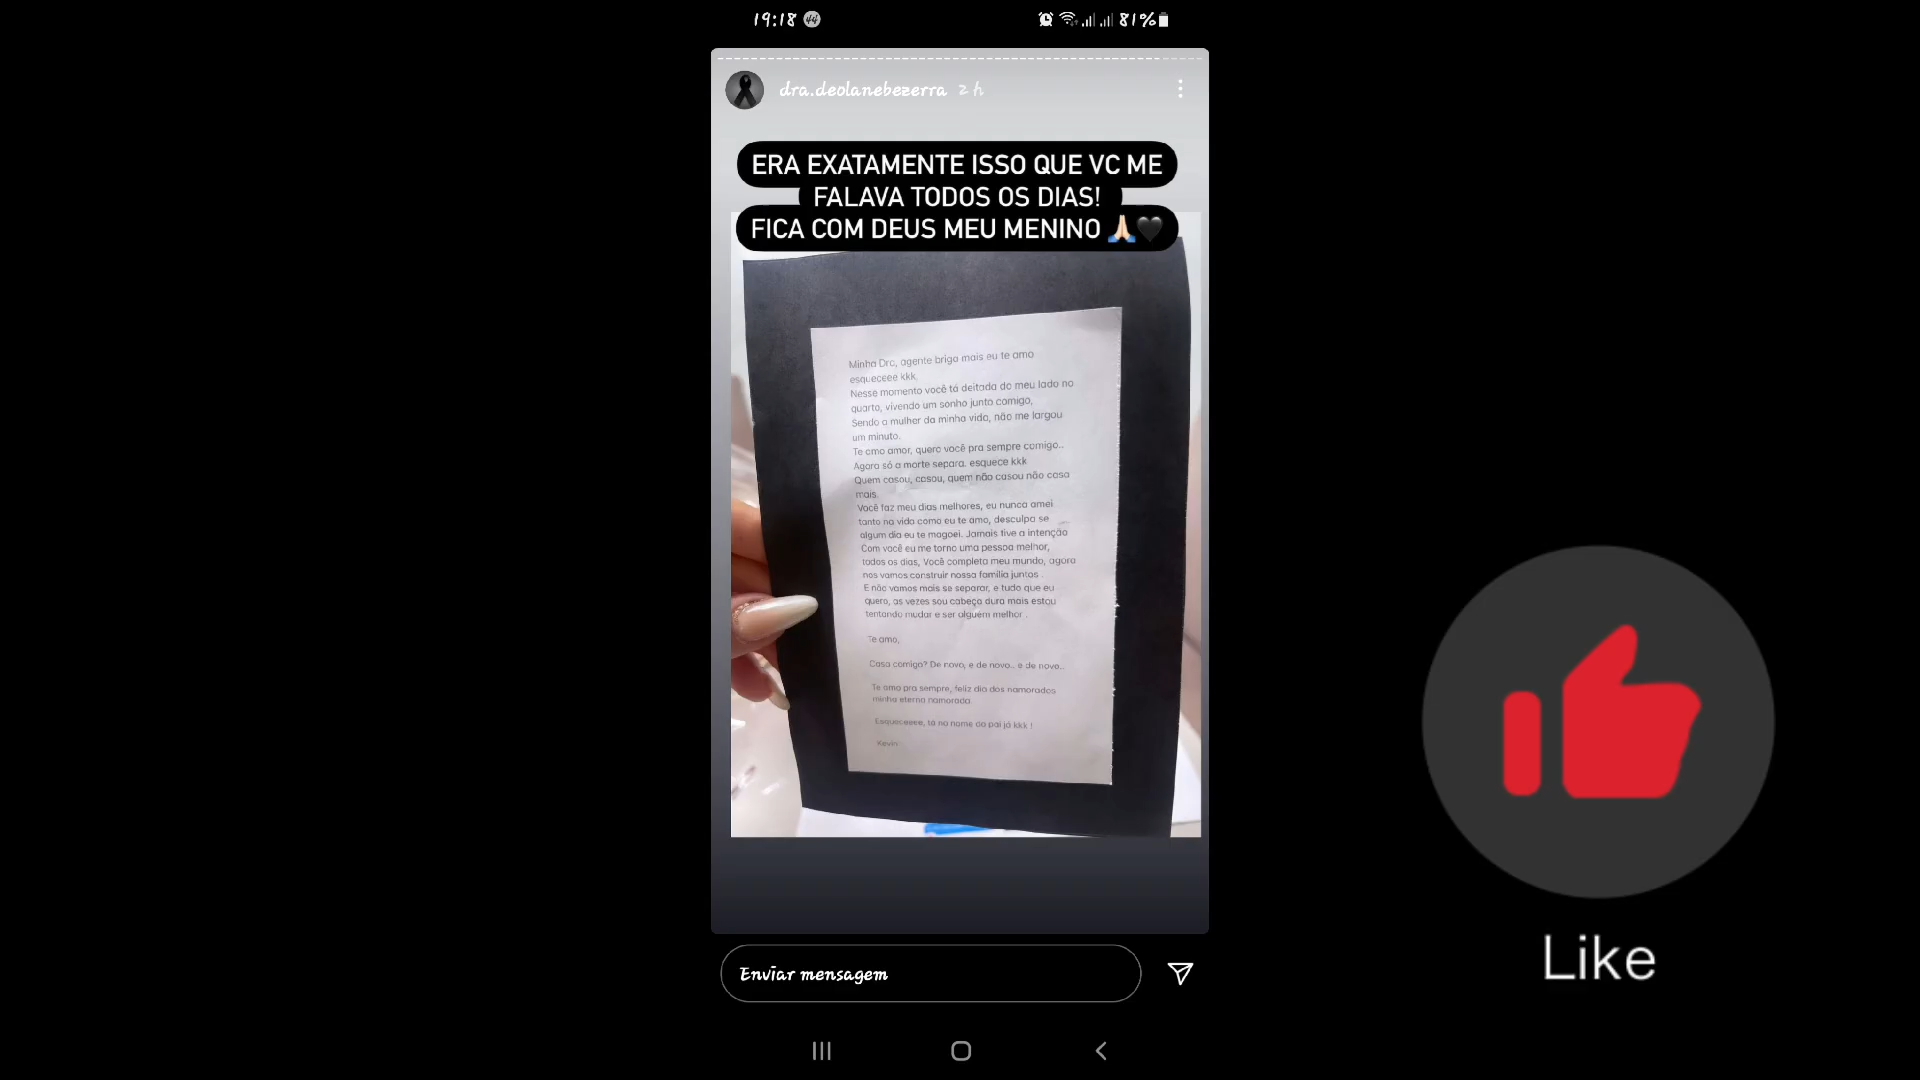 19:18 44 81%
dra.deolanebezerra 2 h
ERA EXATAMENTE ISSO QUE VC ME
FALAVA TODOS OS DIAS!
FICA COM DEUS MEU MENINO 🙏🏻🖤
Minha Dra, agente briga mais eu te amo
esqueceee kkk.
Nesse momento você tá deitada do meu lado no
quarto, vivendo um sonho junto comigo,
Sendo a mulher da minha vida, não me largou
um minuto.
Te amo amor, quero você pra sempre comigo..
Agora só a morte separa. esquece kkk
Quem casou, casou, quem não casou não casa
mais.
Você faz meu dias melhores, eu nunca amei
tanto na vida como eu te amo, desculpa se
algum dia eu te magoei. Jamais tive a intenção
Com você eu me torno uma pessoa melhor,
todos os dias, Você completa meu mundo, agora
nos vamos construir nossa família juntos .
E não vamos mais se separar, e tudo que eu
quero, as vezes sou cabeça dura mais estou
tentando mudar e ser alguém melhor .
Te amo,
Casa comigo? De novo, e de novo.. e de novo..
Te amo pra sempre, feliz dia dos namorados
minha eterna namorada.
Esqueceeee, tá no nome do pai já kkk !
Kevin
Enviar mensagem
Like